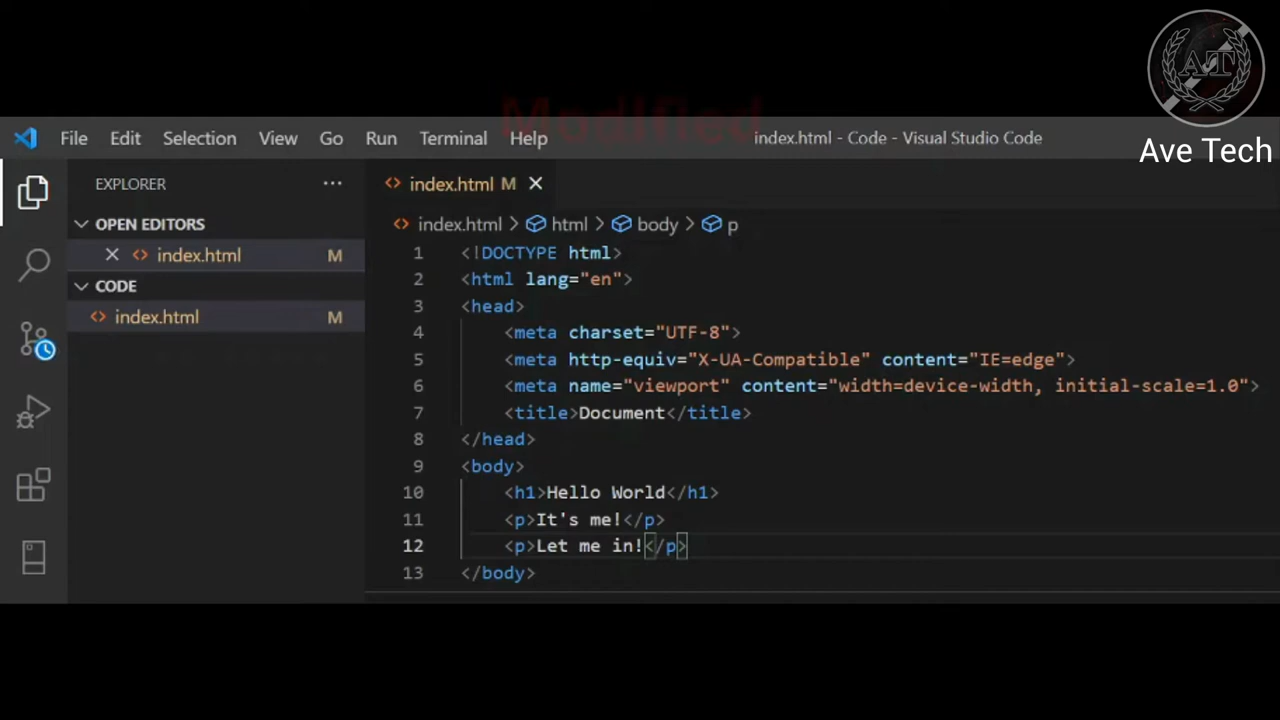 AT
Ave Tech
Modified
File Edit Selection View Go Run Terminal Help index.html - Code - Visual Studio Code
EXPLORER ···
index.html M
OPEN EDITORS
index.html > html > body > p
index.html M
CODE
index.html M
1 <!DOCTYPE html>
2 <html lang="en">
3 <head>
4 <meta charset="UTF-8">
5 <meta http-equiv="X-UA-Compatible" content="IE=edge">
6 <meta name="viewport" content="width=device-width, initial-scale=1.0">
7 <title>Document</title>
8 </head>
9 <body>
10 <h1>Hello World</h1>
11 <p>It's me!</p>
12 <p>Let me in!</p>
13 </body>